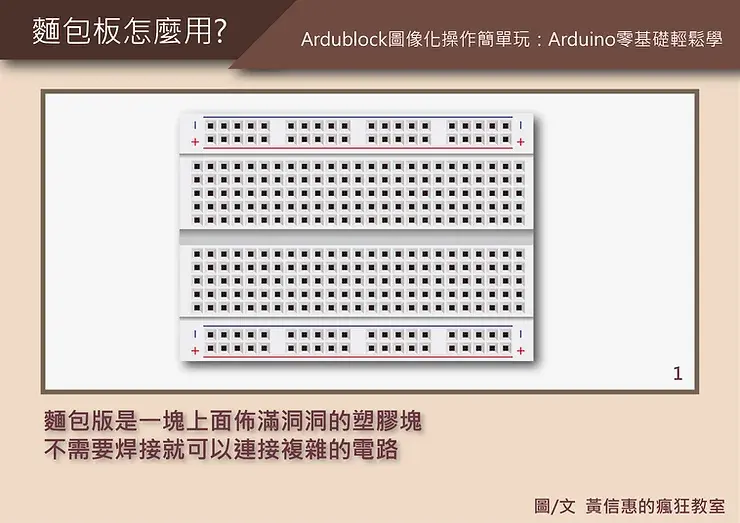 麵包板怎麼用?
Ardublock圖像化操作簡單玩：Arduino零基礎輕鬆學
− −
+ +
− −
+ +
1
麵包版是一塊上面佈滿洞洞的塑膠塊
不需要焊接就可以連接複雜的電路
圖/文 黃信惠的瘋狂教室